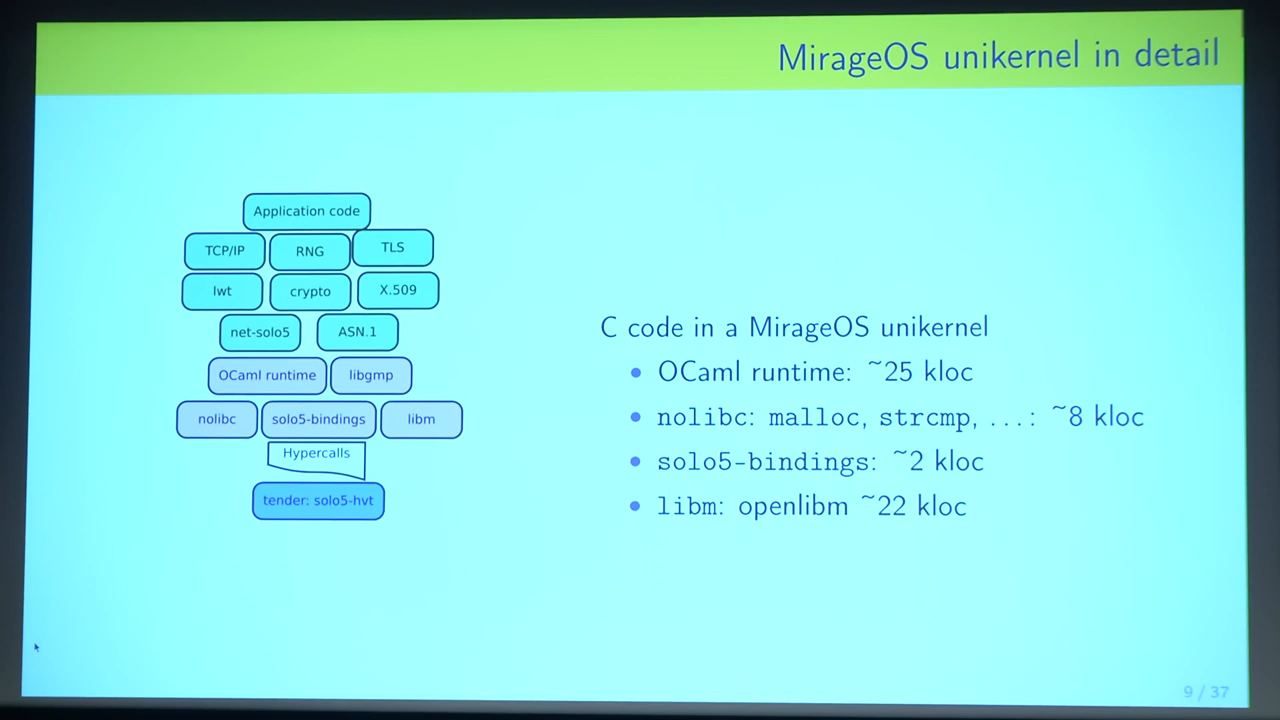 MirageOS unikernel in detail
Application code
TCP/IP RNG TLS
lwt crypto X.509
net-solo5 ASN.1
OCaml runtime libgmp
nolibc solo5-bindings libm
Hypercalls
tender: solo5-hvt
C code in a MirageOS unikernel
• OCaml runtime: ~25 kloc
• nolibc: malloc, strcmp, ...: ~8 kloc
• solo5-bindings: ~2 kloc
• libm: openlibm ~22 kloc
9 / 37